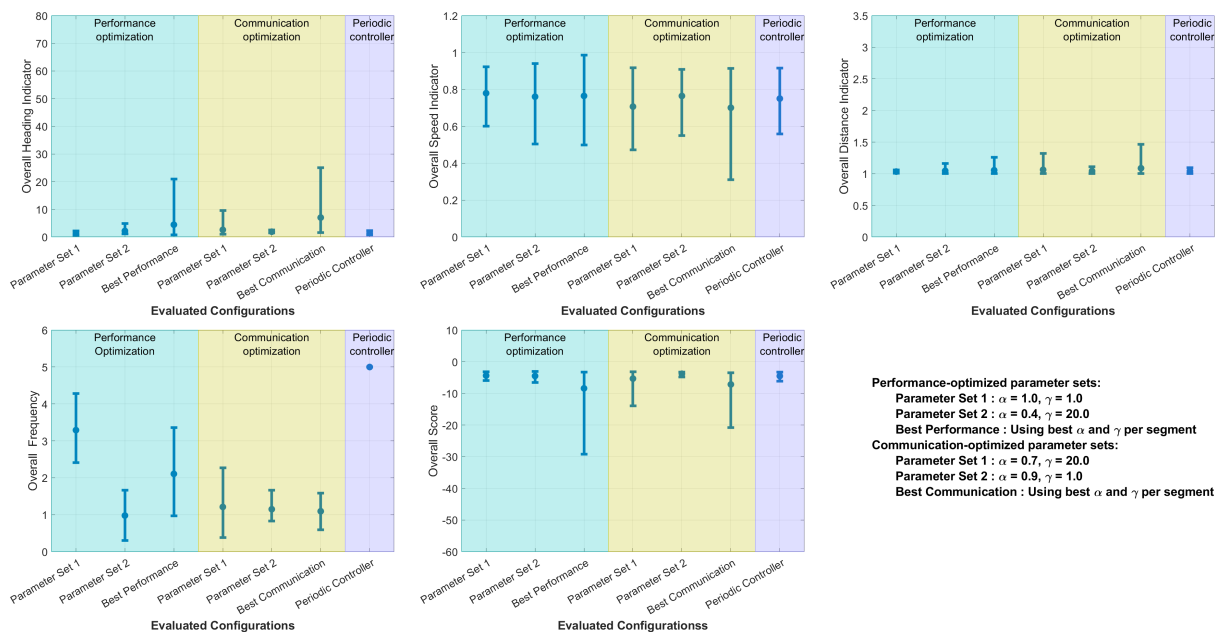 Overall Heading Indicator
80
70
60
50
40
30
20
10
0
Performance
optimization
Communication
optimization
Periodic
controller
Parameter Set 1
Parameter Set 2
Best Performance
Parameter Set 1
Parameter Set 2
Best Communication
Periodic Controller
Evaluated Configurations
Overall Speed Indicator
1.2
1
0.8
0.6
0.4
0.2
0
Performance
optimization
Communication
optimization
Periodic
controller
Parameter Set 1
Parameter Set 2
Best Performance
Parameter Set 1
Parameter Set 2
Best Communication
Periodic Controller
Evaluated Configurations
Overall Distance Indicator
3.5
3
2.5
2
1.5
1
0.5
0
Performance
optimization
Communication
optimization
Periodic
controller
Parameter Set 1
Parameter Set 2
Best Performance
Parameter Set 1
Parameter Set 2
Best Communication
Periodic Controller
Evaluated Configurations
Overall Frequency
6
5
4
3
2
1
0
Performance
Optimization
Communication
optimization
Periodic
controller
Parameter Set 1
Parameter Set 2
Best Performance
Parameter Set 1
Parameter Set 2
Best Communication
Periodic Controller
Evaluated Configurations
Overall Score
10
0
-10
-20
-30
-40
-50
-60
Performance
optimization
Communication
optimization
Periodic
controller
Parameter Set 1
Parameter Set 2
Best Performance
Parameter Set 1
Parameter Set 2
Best Communication
Periodic Controller
Evaluated Configurationss
Performance-optimized parameter sets:
Parameter Set 1 : α = 1.0, γ = 1.0
Parameter Set 2 : α = 0.4, γ = 20.0
Best Performance : Using best α and γ per segment
Communication-optimized parameter sets:
Parameter Set 1 : α = 0.7, γ = 20.0
Parameter Set 2 : α = 0.9, γ = 1.0
Best Communication : Using best α and γ per segment